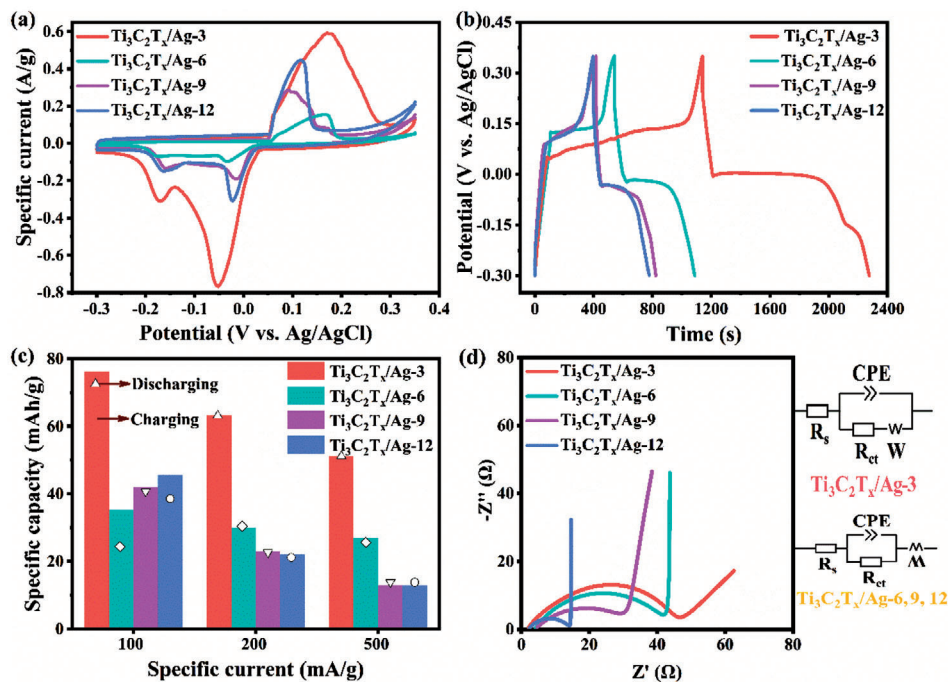 (a)
Ti₃C₂Tₓ/Ag-3
Ti₃C₂Tₓ/Ag-6
Ti₃C₂Tₓ/Ag-9
Ti₃C₂Tₓ/Ag-12
Specific current (A/g)
0.6
0.4
0.2
0.0
-0.2
-0.4
-0.6
-0.8
-0.3 -0.2 -0.1 0.0 0.1 0.2 0.3 0.4
Potential (V vs. Ag/AgCl)
(b)
Ti₃C₂Tₓ/Ag-3
Ti₃C₂Tₓ/Ag-6
Ti₃C₂Tₓ/Ag-9
Ti₃C₂Tₓ/Ag-12
Potential (V vs. Ag/AgCl)
0.45
0.30
0.15
0.00
-0.15
-0.30
0 400 800 1200 1600 2000 2400
Time (s)
(c)
Discharging
Charging
Ti₃C₂Tₓ/Ag-3
Ti₃C₂Tₓ/Ag-6
Ti₃C₂Tₓ/Ag-9
Ti₃C₂Tₓ/Ag-12
Specific capacity (mAh/g)
80
60
40
20
0
100 200 500
Specific current (mA/g)
(d)
Ti₃C₂Tₓ/Ag-3
Ti₃C₂Tₓ/Ag-6
Ti₃C₂Tₓ/Ag-9
Ti₃C₂Tₓ/Ag-12
-Z'' (Ω)
80
60
40
20
0
0 20 40 60 80
Z' (Ω)
CPE
Rₛ
R꜀ₜ W
Ti₃C₂Tₓ/Ag-3
CPE
Rₛ
R꜀ₜ
Ti₃C₂Tₓ/Ag-6, 9, 12